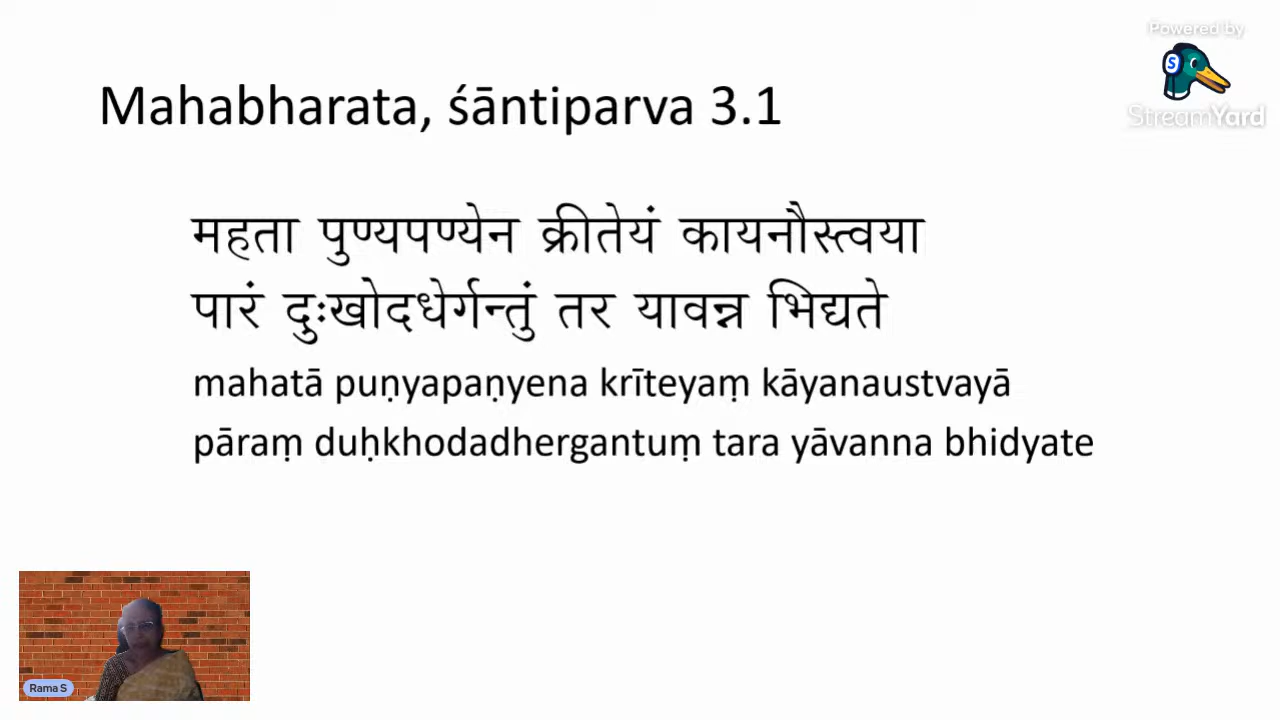 Powered by
S
StreamYard
Mahabharata, śāntiparva 3.1
महता पुण्यपण्येन क्रीतेयं कायनौस्त्वया
पारं दुःखोदधेर्गन्तुं तर यावन्न भिद्यते
mahatā puṇyapaṇyena krīteyaṃ kāyanaustvayā
pāraṃ duḥkhodadhergantuṃ tara yāvanna bhidyate
Rama S